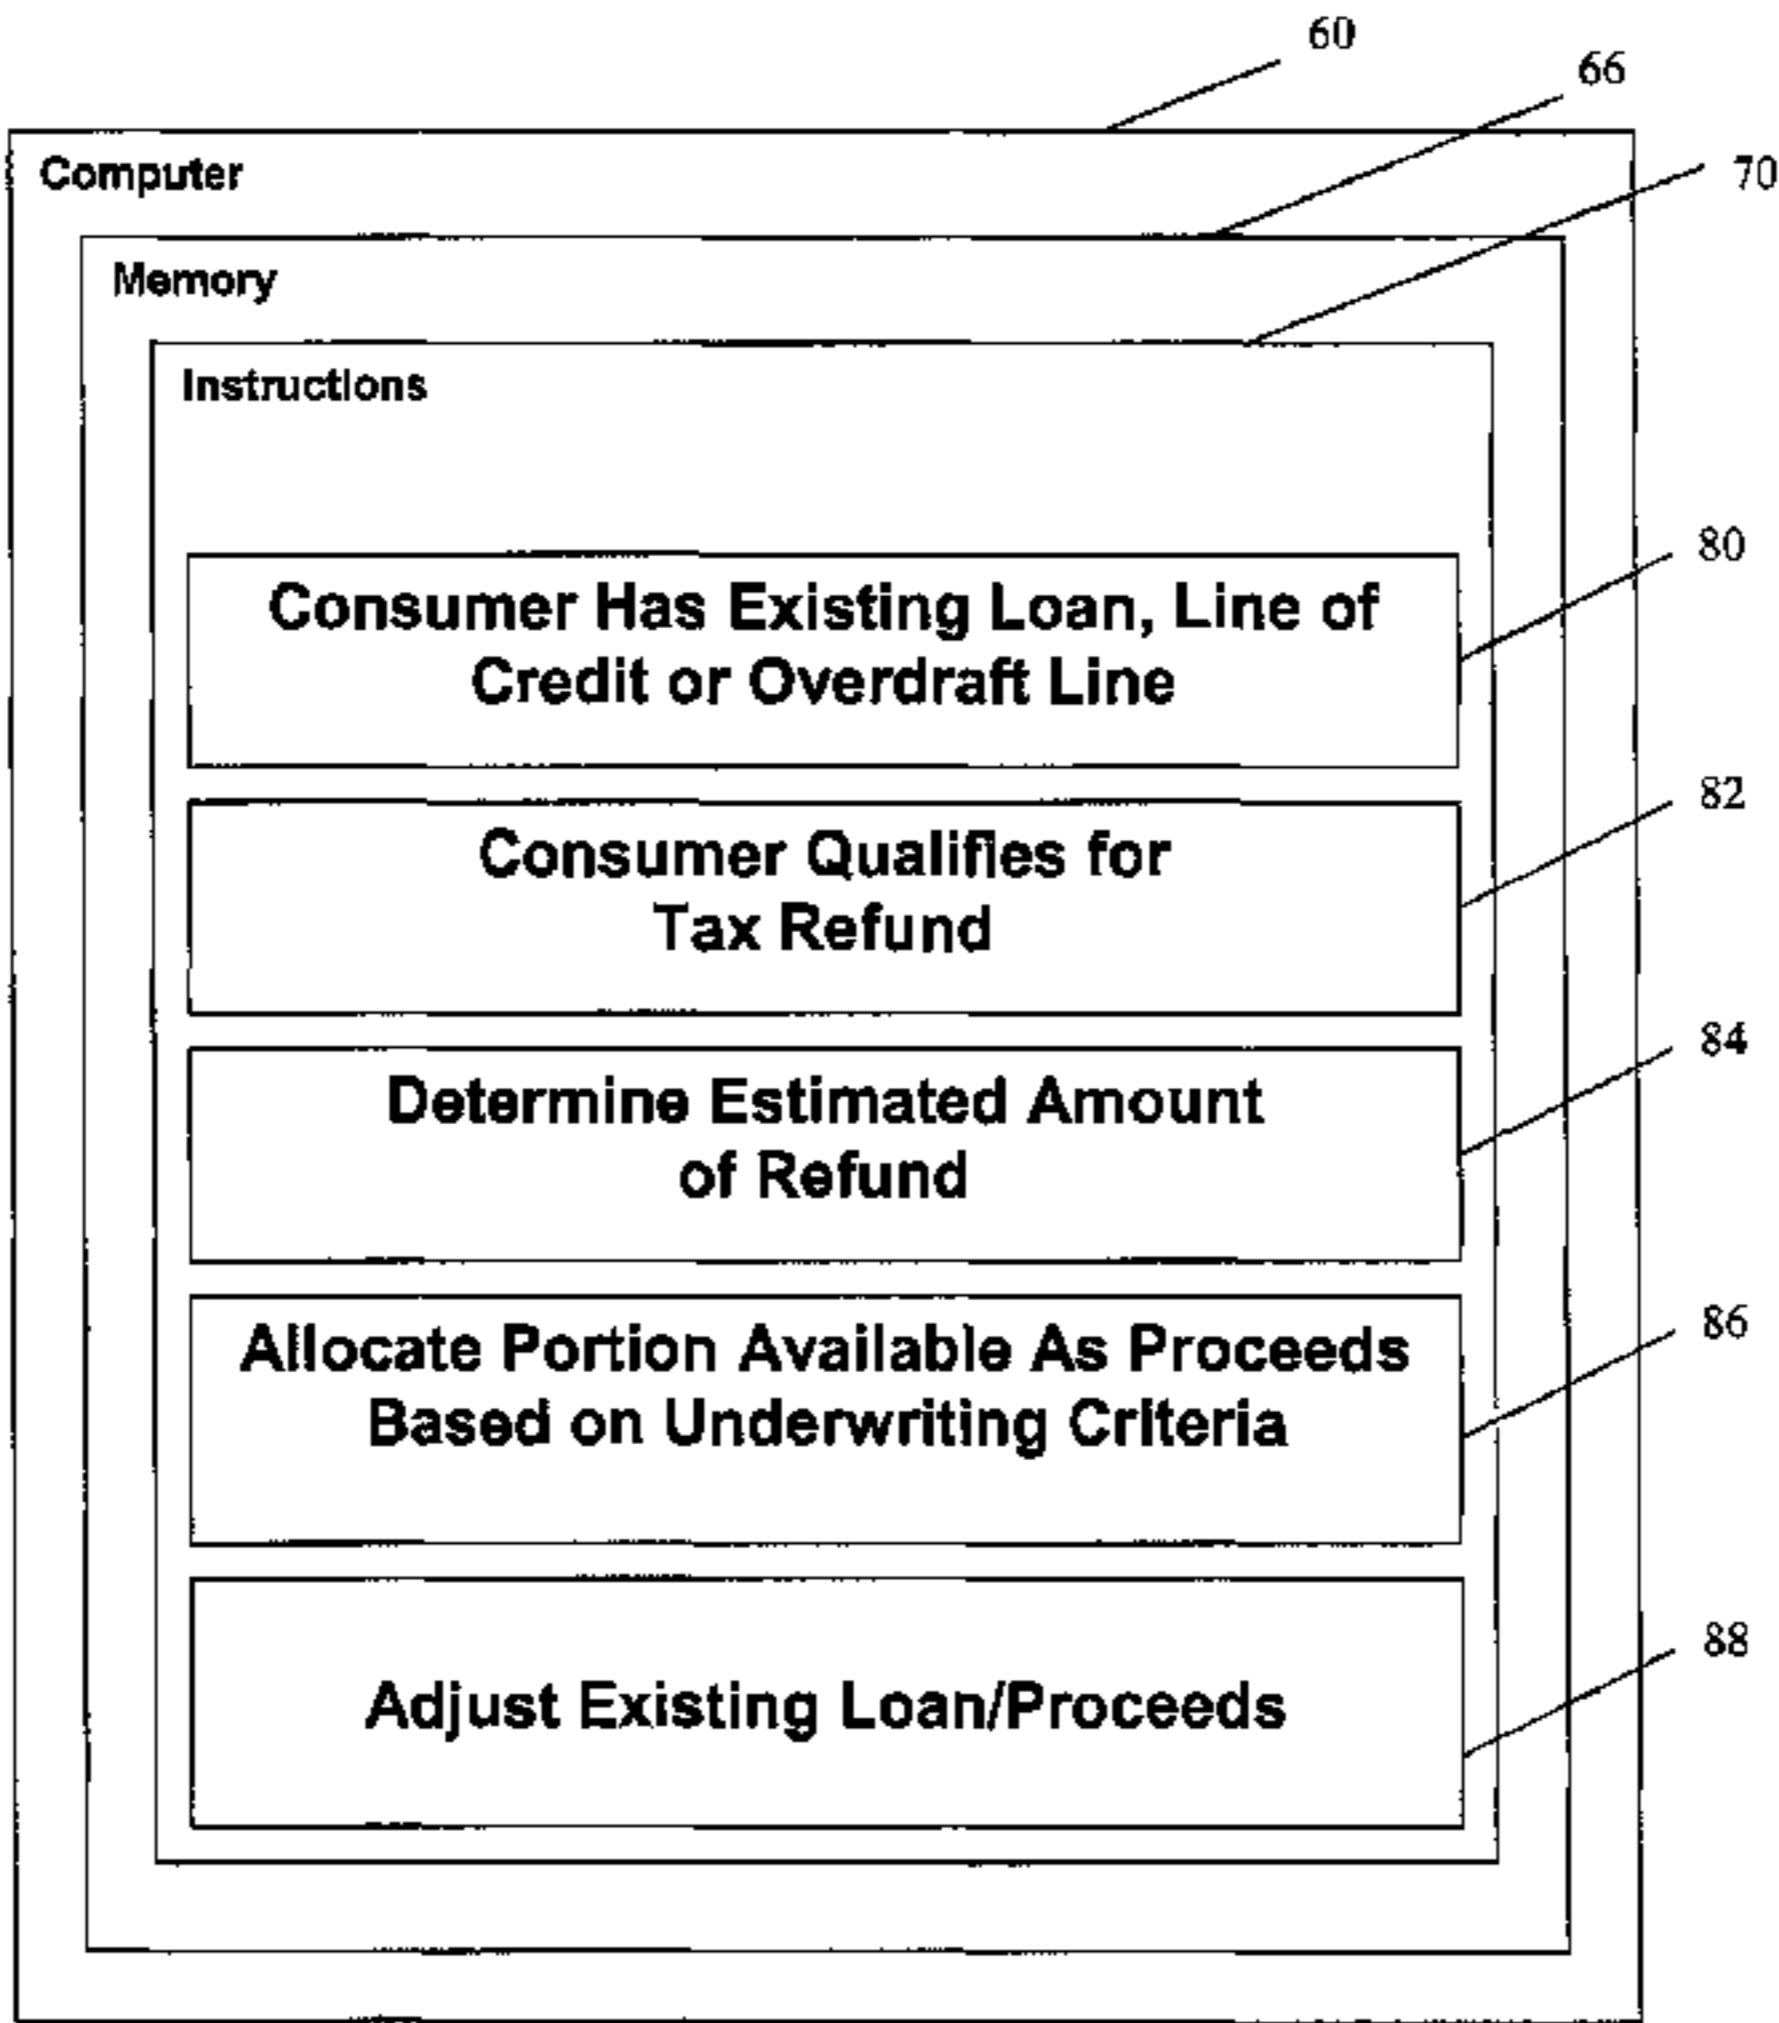 60
66
Computer
70
Memory
Instructions
80
Consumer Has Existing Loan, Line of
Credit or Overdraft Line
82
Consumer Qualifies for
Tax Refund
84
Determine Estimated Amount
of Refund
86
Allocate Portion Available As Proceeds
Based on Underwriting Criteria
88
Adjust Existing Loan/Proceeds